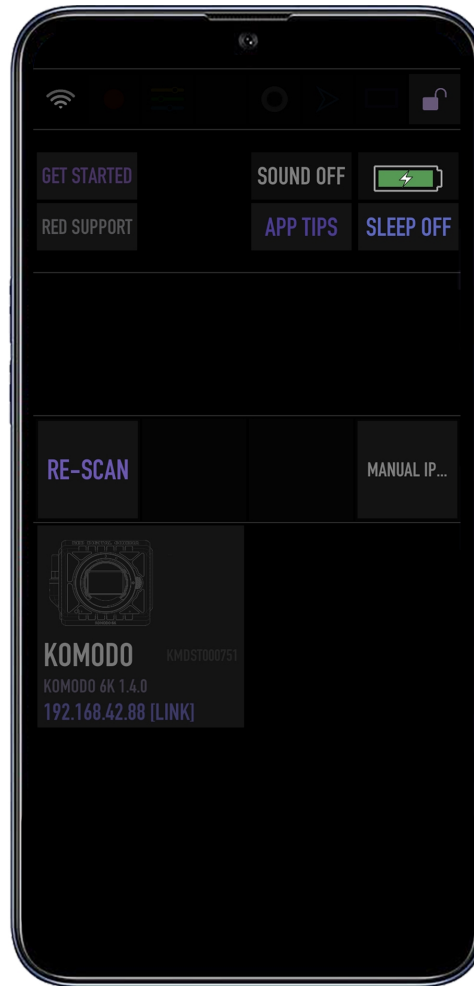 GET STARTED
SOUND OFF
RED SUPPORT
APP TIPS
SLEEP OFF
RE-SCAN
MANUAL IP...
KOMODO
KMDST000751
KOMODO 6K 1.4.0
192.168.42.88 [LINK]